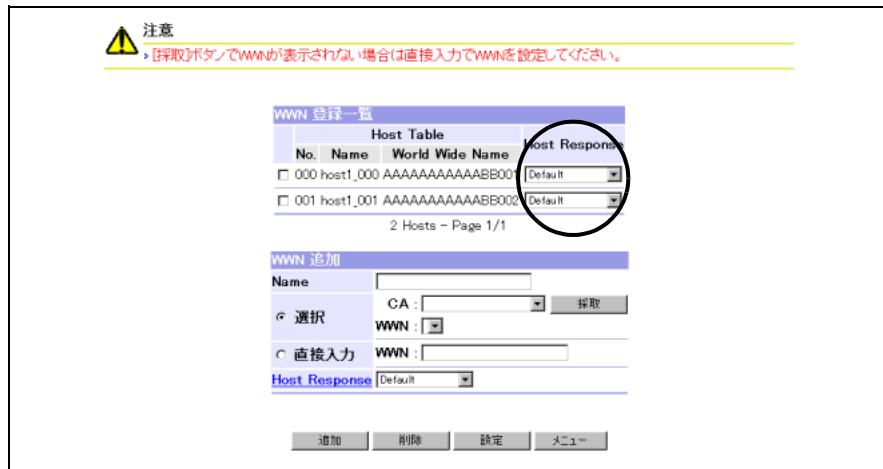 注意
[採取]ボタンでWWNが表示されない場合は直接入力でWWNを設定してください。
WWN 登録一覧
Host Table Host Response
No. Name World Wide Name
000 host1_000 AAAAAAAAAAABB001 Default
001 host1_001 AAAAAAAAAAABB002 Default
2 Hosts - Page 1/1
WWN 追加
Name
選択 CA : 採取
WWN :
直接入力 WWN :
Host Response Default
追加 削除 設定 メニュー